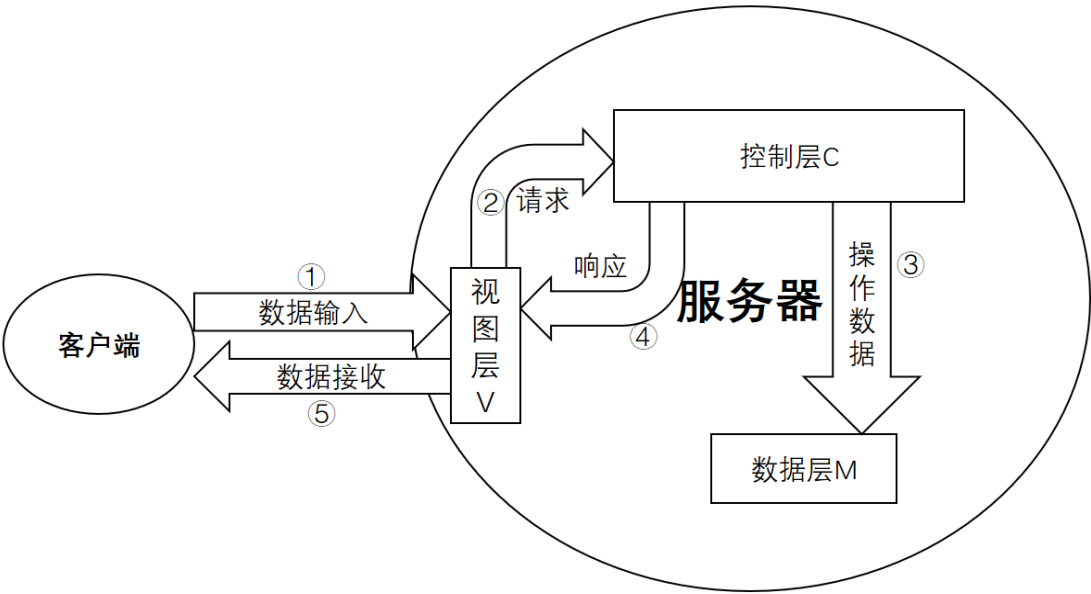 控制层C
②
请求
①
数据输入
视图层V
响应
④
服务器
操作数据
③
客户端
数据接收
⑤
数据层M